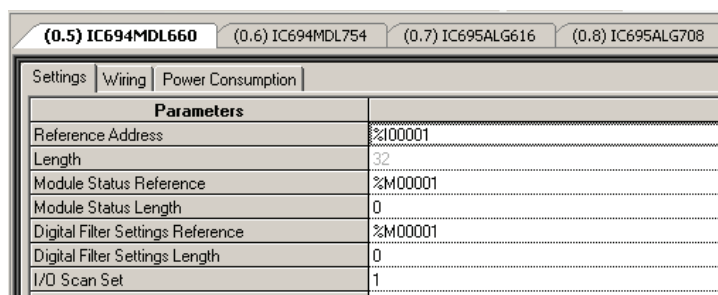 (0.5) IC694MDL660 (0.6) IC694MDL754 (0.7) IC695ALG616 (0.8) IC695ALG708
Settings Wiring Power Consumption
Parameters
Reference Address %I00001
Length 32
Module Status Reference %M00001
Module Status Length 0
Digital Filter Settings Reference %M00001
Digital Filter Settings Length 0
I/O Scan Set 1